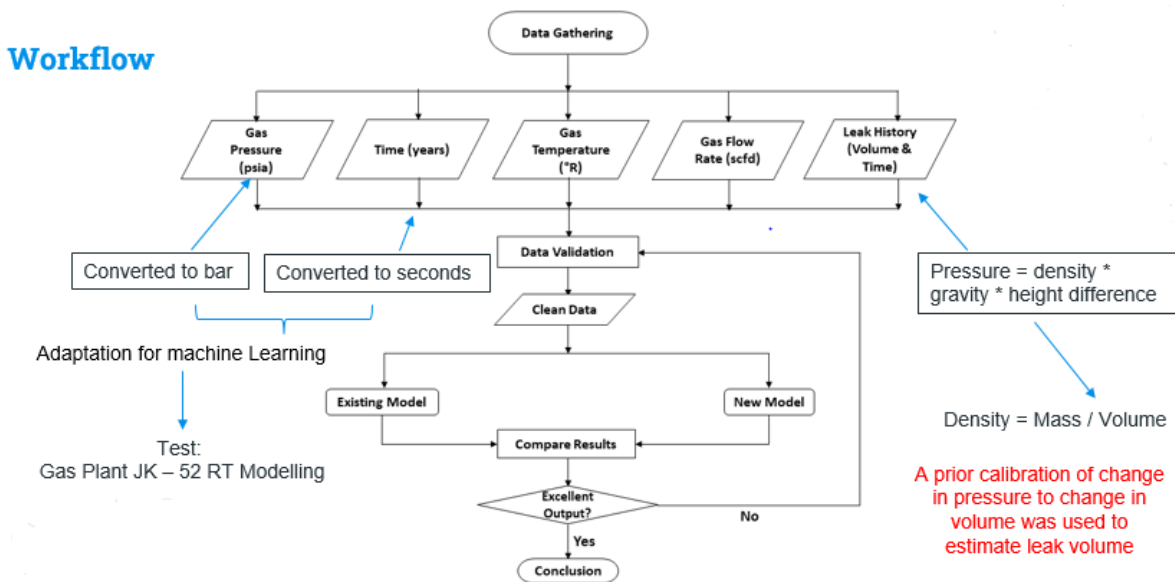 Workflow
Data Gathering
Gas
Pressure
(psia)
Time (years)
Gas
Temperature
(°R)
Gas Flow
Rate (scfd)
Leak History
(Volume &
Time)
Converted to bar
Converted to seconds
Data Validation
Pressure = density *
gravity * height difference
Clean Data
Adaptation for machine Learning
Existing Model
New Model
Density = Mass / Volume
Test:
Gas Plant JK – 52 RT Modelling
Compare Results
A prior calibration of change
in pressure to change in
volume was used to
estimate leak volume
Excellent
Output?
No
Yes
Conclusion